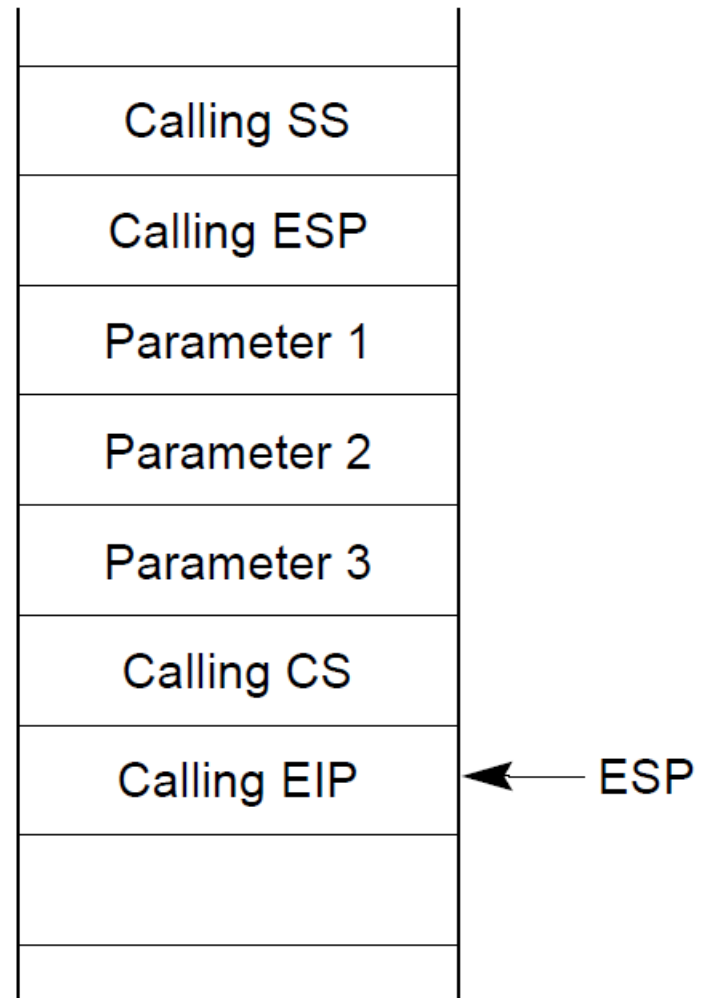 Calling SS
Calling ESP
Parameter 1
Parameter 2
Parameter 3
Calling CS
Calling EIP
ESP